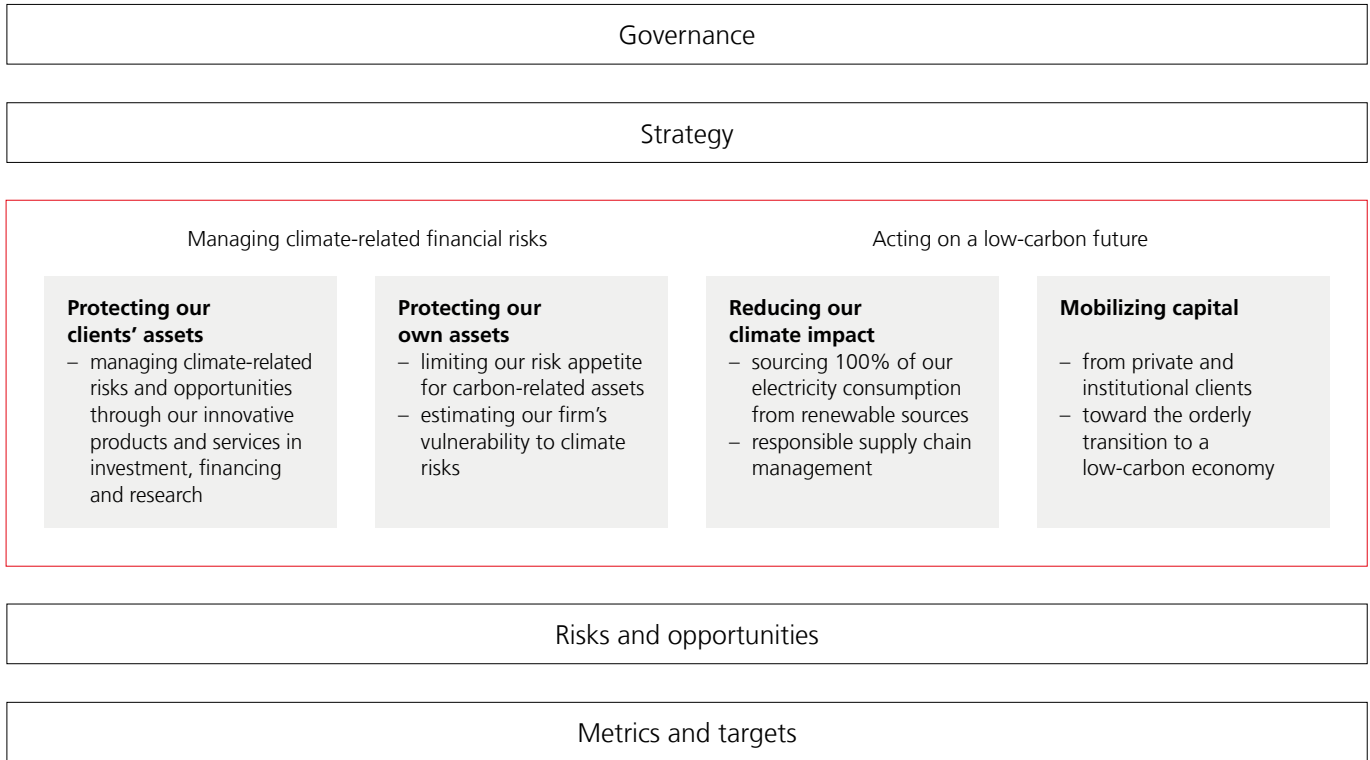 Governance
Strategy
Managing climate-related financial risks
Acting on a low-carbon future
Protecting our
clients’ assets
– managing climate-related
risks and opportunities
through our innovative
products and services in
investment, financing
and research
Protecting our
own assets
– limiting our risk appetite
for carbon-related assets
– estimating our firm’s
vulnerability to climate
risks
Reducing our
climate impact
– sourcing 100% of our
electricity consumption
from renewable sources
– responsible supply chain
management
Mobilizing capital
– from private and
institutional clients
– toward the orderly
transition to a
low-carbon economy
Risks and opportunities
Metrics and targets